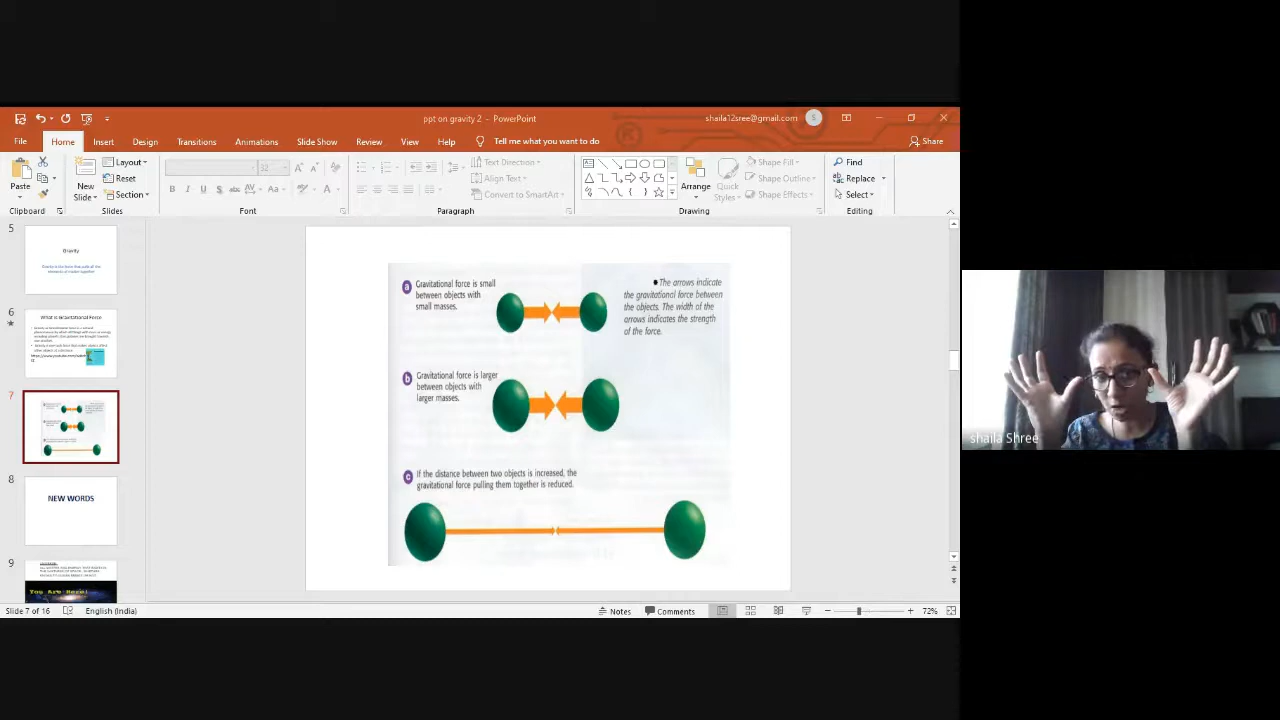 ppt on gravity 2 - PowerPoint
shaila12sree@gmail.com
S
File
Home
Insert
Design
Transitions
Animations
Slide Show
Review
View
Help
Tell me what you want to do
Share
Paste
Clipboard
New
Slide
Layout
Reset
Section
Slides
32
B I U S abc AV Aa A
Font
Text Direction
Align Text
Convert to SmartArt
Paragraph
Arrange
Quick
Styles
Shape Fill
Shape Outline
Shape Effects
Drawing
Find
Replace
Select
Editing
5
Gravity
6
What is Gravitational Force
7
8
NEW WORDS
9
You Are Here!
a Gravitational force is small
between objects with
small masses.
• The arrows indicate
the gravitational force between
the objects. The width of the
arrows indicates the strength
of the force.
b Gravitational force is larger
between objects with
larger masses.
c If the distance between two objects is increased, the
gravitational force pulling them together is reduced.
shaila Shree
Slide 7 of 16
English (India)
Notes
Comments
72%